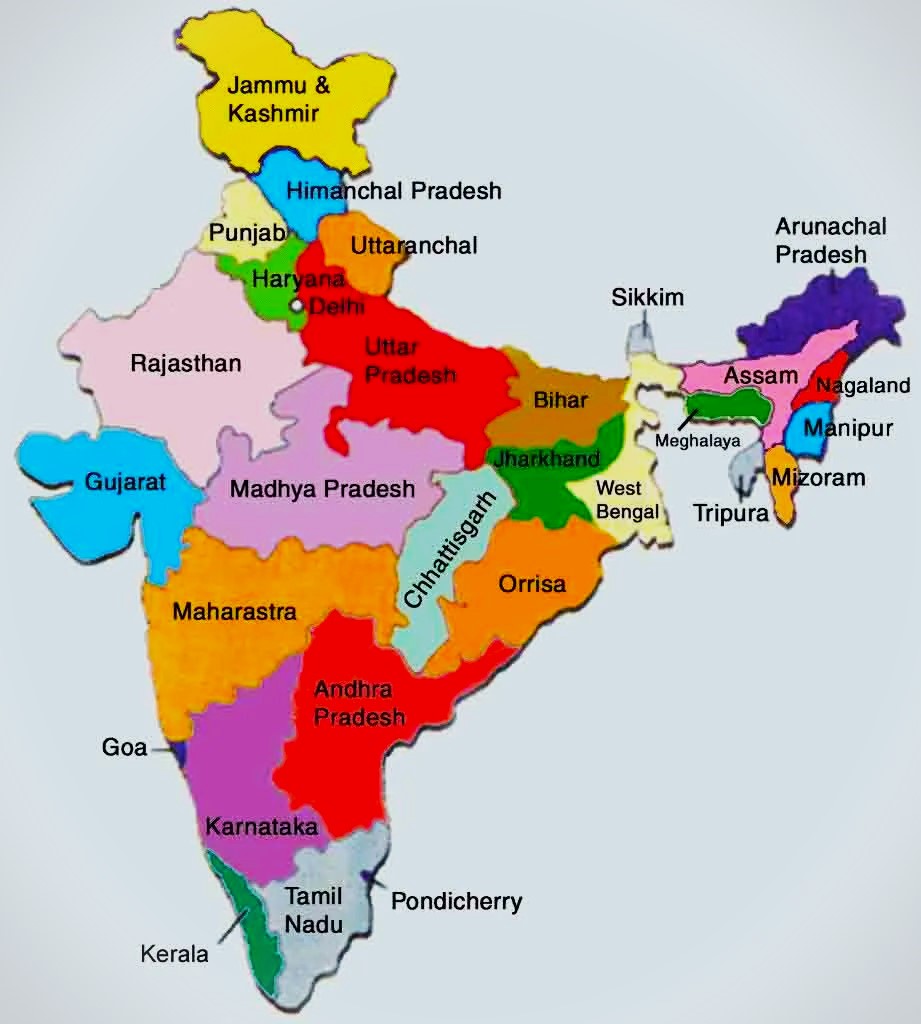 Jammu &
Kashmir
Himanchal Pradesh
Punjab
Uttaranchal
Arunachal
Pradesh
Haryana
Delhi
Sikkim
Rajasthan
Uttar
Pradesh
Assam
Nagaland
Bihar
Manipur
Meghalaya
Jharkhand
Gujarat
Madhya Pradesh
Mizoram
West
Bengal
Tripura
Chhattisgarh
Orrisa
Maharastra
Andhra
Pradesh
Goa
Karnataka
Tamil
Nadu
Pondicherry
Kerala